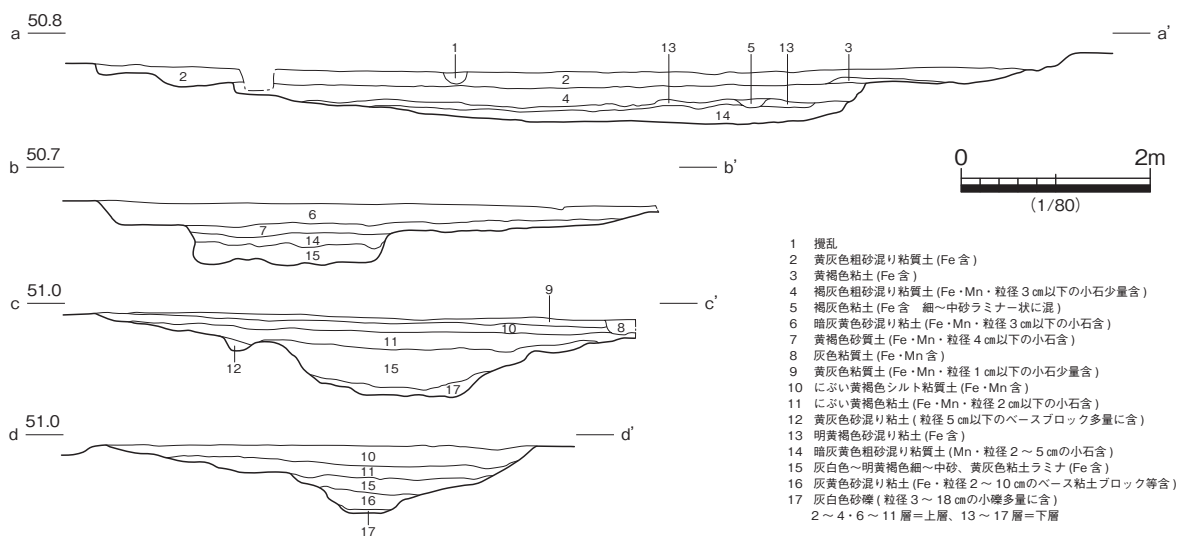 50.8
a a'
1 13 5 13 3
2 2
4
14
50.7
b b'
6
7
14
15
0 2m
(1/80)
51.0
c c'
9
10 8
11
12 15
17
51.0
d d'
10
11
15
16
17
1 攪乱
2 黄灰色粗砂混り粘質土 (Fe 含)
3 黄褐色粘土 (Fe 含)
4 褐灰色粗砂混り粘質土 (Fe・Mn・粒径 3 ㎝以下の小石少量含)
5 褐灰色粘土 (Fe 含 細～中砂ラミナー状に混)
6 暗灰黄色砂混り粘土 (Fe・Mn・粒径 3 ㎝以下の小石含)
7 黄褐色砂質土 (Fe・Mn・粒径 4 ㎝以下の小石含)
8 灰色粘質土 (Fe・Mn 含)
9 黄灰色粘質土 (Fe・Mn・粒径 1 ㎝以下の小石少量含)
10 にぶい黄褐色シルト粘質土 (Fe・Mn 含)
11 にぶい黄褐色粘土 (Fe・Mn・粒径 2 ㎝以下の小石含)
12 黄灰色砂混り粘土 (粒径 5 ㎝以下のベースブロック多量に含)
13 明黄褐色砂混り粘土 (Fe 含)
14 暗灰黄色粗砂混り粘質土 (Mn・粒径 2 ～ 5 ㎝の小石含)
15 灰白色～明黄褐色細～中砂、黄灰色粘土ラミナ (Fe 含)
16 灰黄色砂混り粘土 (Fe・粒径 2 ～ 10 ㎝のベース粘土ブロック等含)
17 灰白色砂礫 (粒径 3 ～ 18 ㎝の小礫多量に含)
2 ～ 4・6 ～ 11 層＝上層、13 ～ 17 層＝下層